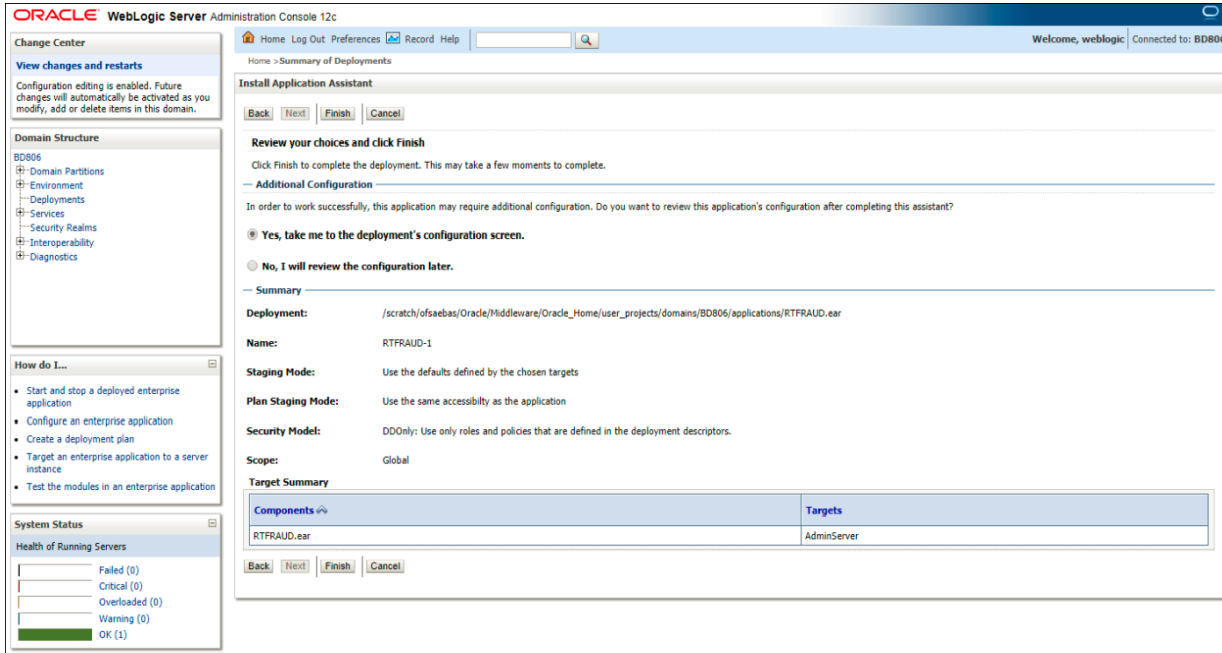 ORACLE WebLogic Server Administration Console 12c
Change Center
View changes and restarts
Configuration editing is enabled. Future
changes will automatically be activated as you
modify, add or delete items in this domain.
Domain Structure
BD806
Domain Partitions
Environment
Deployments
Services
Security Realms
Interoperability
Diagnostics
How do I...
Start and stop a deployed enterprise
application
Configure an enterprise application
Create a deployment plan
Target an enterprise application to a server
instance
Test the modules in an enterprise application
System Status
Health of Running Servers
Failed (0)
Critical (0)
Overloaded (0)
Warning (0)
OK (1)
Home Log Out Preferences Record Help
Welcome, weblogic Connected to: BD806
Home >Summary of Deployments
Install Application Assistant
Back Next Finish Cancel
Review your choices and click Finish
Click Finish to complete the deployment. This may take a few moments to complete.
Additional Configuration
In order to work successfully, this application may require additional configuration. Do you want to review this application's configuration after completing this assistant?
Yes, take me to the deployment's configuration screen.
No, I will review the configuration later.
Summary
Deployment: /scratch/ofsaebas/Oracle/Middleware/Oracle_Home/user_projects/domains/BD806/applications/RTFRAUD.ear
Name: RTFRAUD-1
Staging Mode: Use the defaults defined by the chosen targets
Plan Staging Mode: Use the same accessibilty as the application
Security Model: DDOnly: Use only roles and policies that are defined in the deployment descriptors.
Scope: Global
Target Summary
Components Targets
RTFRAUD.ear AdminServer
Back Next Finish Cancel